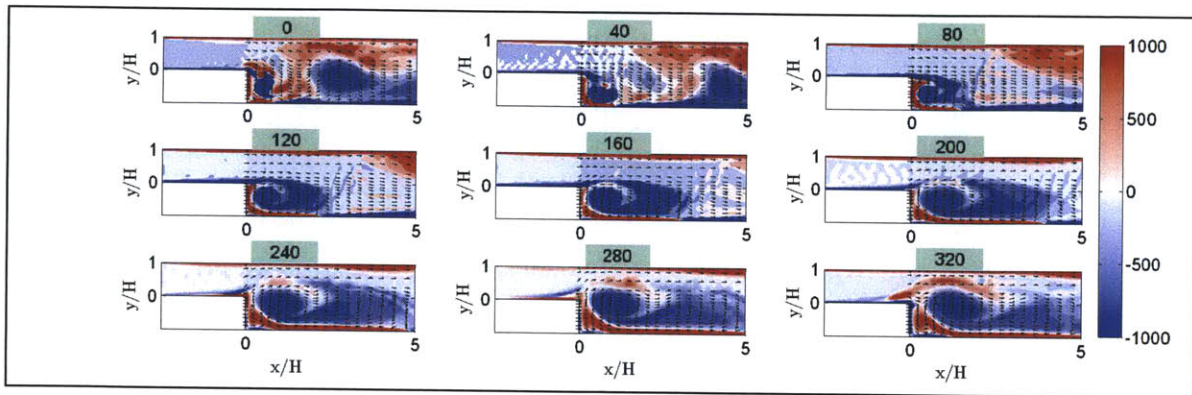 0 40 80
y/H 1 0 y/H 1 0 y/H 1 0 1000
0 5 0 5 0 5
120 160 200 500
y/H 1 0 y/H 1 0 y/H 1 0 0
0 5 0 5 0 5
240 280 320 -500
y/H 1 0 y/H 1 0 y/H 1 0 -1000
0 5 0 5 0 5
x/H x/H x/H